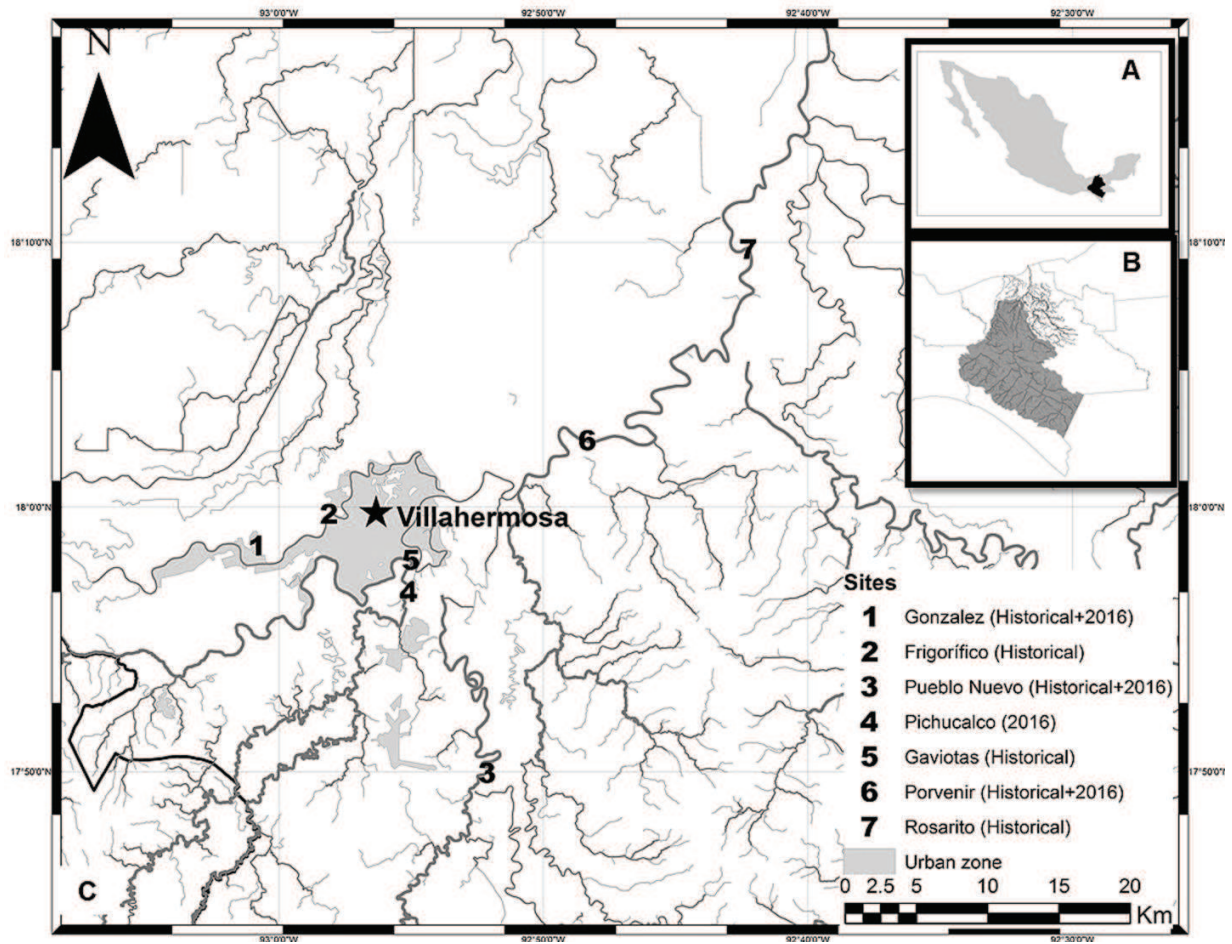 93°0'0"W 92°50'0"W 92°40'0"W 92°30'0"W
N
A
B
18°10'0"N
18°10'0"N
18°0'0"N
18°0'0"N
17°50'0"N
17°50'0"N
7
6
2
Villahermosa
1
5
4
3
Sites
1 Gonzalez (Historical+2016)
2 Frigorífico (Historical)
3 Pueblo Nuevo (Historical+2016)
4 Pichucalco (2016)
5 Gaviotas (Historical)
6 Porvenir (Historical+2016)
7 Rosarito (Historical)
Urban zone
0 2.5 5 10 15 20
Km
C
93°0'0"W 92°50'0"W 92°40'0"W 92°30'0"W